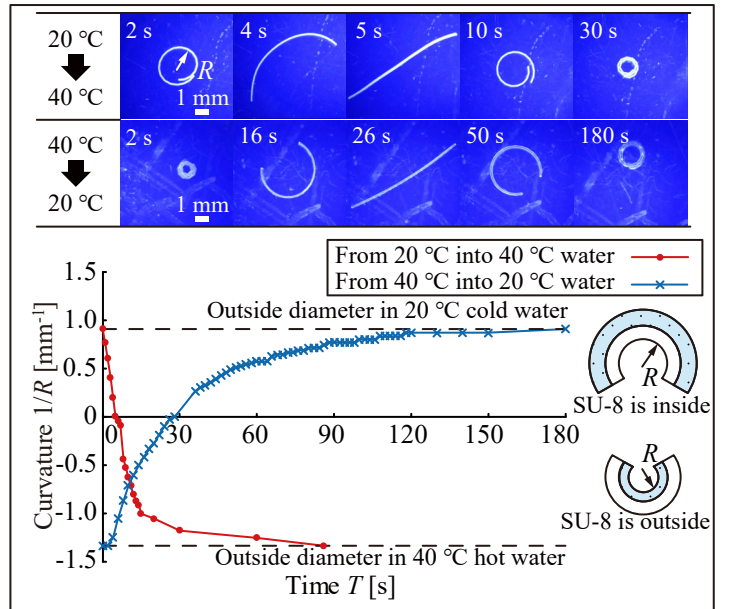 20 °C
40 °C
2 s
4 s
5 s
10 s
30 s
R
1 mm
40 °C
20 °C
2 s
16 s
26 s
50 s
180 s
1 mm
From 20 °C into 40 °C water
From 40 °C into 20 °C water
Curvature 1/R [mm⁻¹]
1.5
1.0
0.5
0
-0.5
-1.0
-1.5
Outside diameter in 20 °C cold water
0 30 60 90 120 150 180
Outside diameter in 40 °C hot water
Time T [s]
R
SU-8 is inside
R
SU-8 is outside